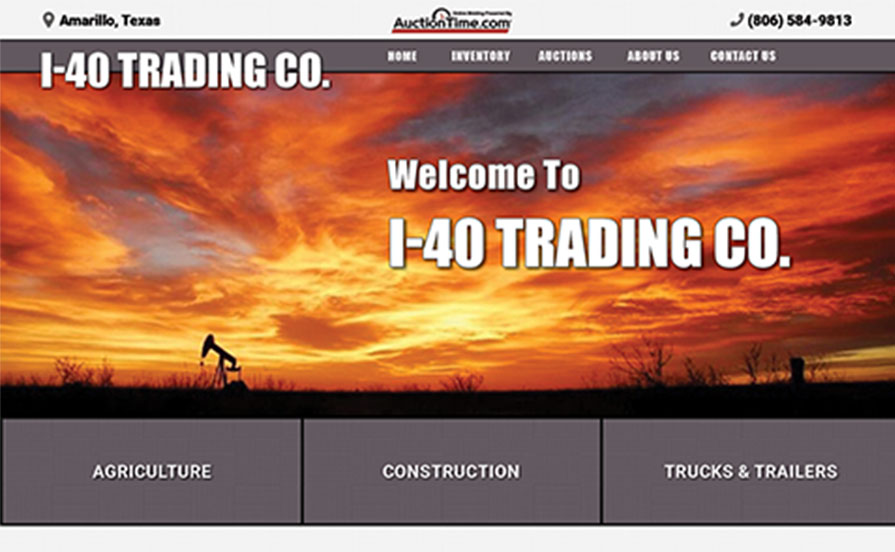 Amarillo, Texas
Online Bidding Powered By
AuctionTime.com
(806) 584-9813
I-40 TRADING CO.
HOME INVENTORY AUCTIONS ABOUT US CONTACT US
Welcome To
I-40 TRADING CO.
AGRICULTURE CONSTRUCTION TRUCKS & TRAILERS